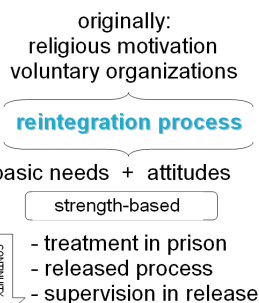 originally:
religious motivation
voluntary organizations
reintegration process
basic needs + attitudes
strength-based
- treatment in prison
- released process
- supervision in release
CONTINUITY